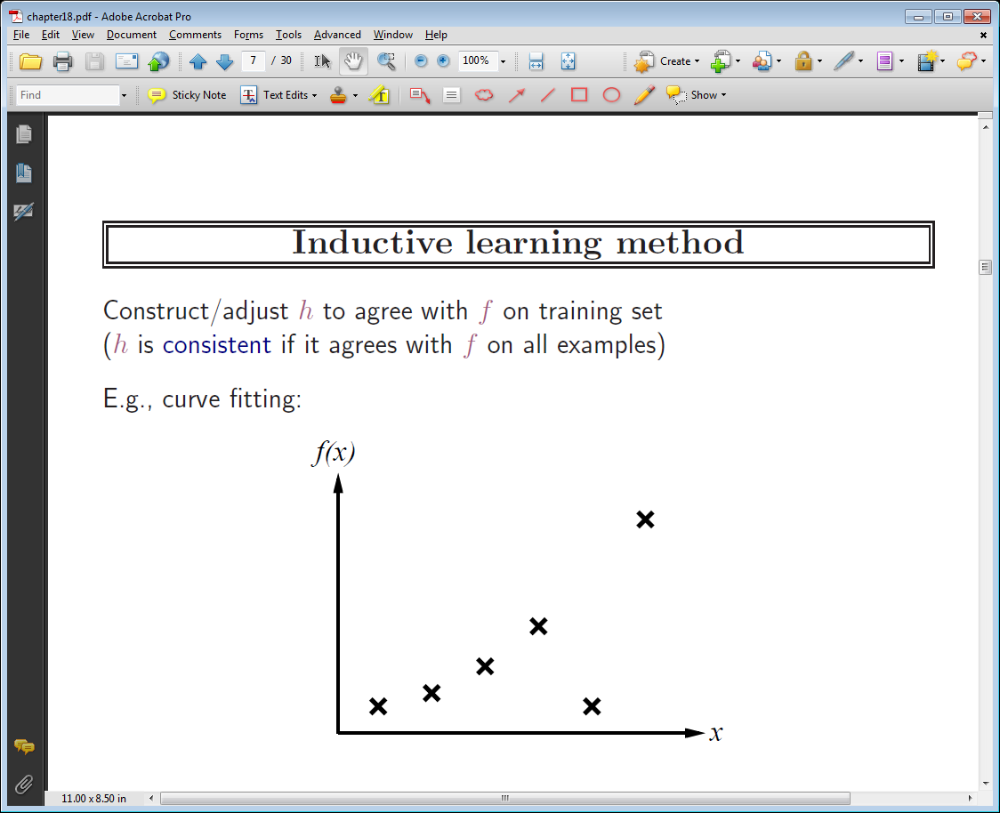 chapter18.pdf - Adobe Acrobat Pro
File Edit View Document Comments Forms Tools Advanced Window Help
7 / 30 100% Create
Find Sticky Note Text Edits T Show
Inductive learning method
Construct/adjust h to agree with f on training set
(h is consistent if it agrees with f on all examples)
E.g., curve fitting:
f(x)
x
11.00 x 8.50 in